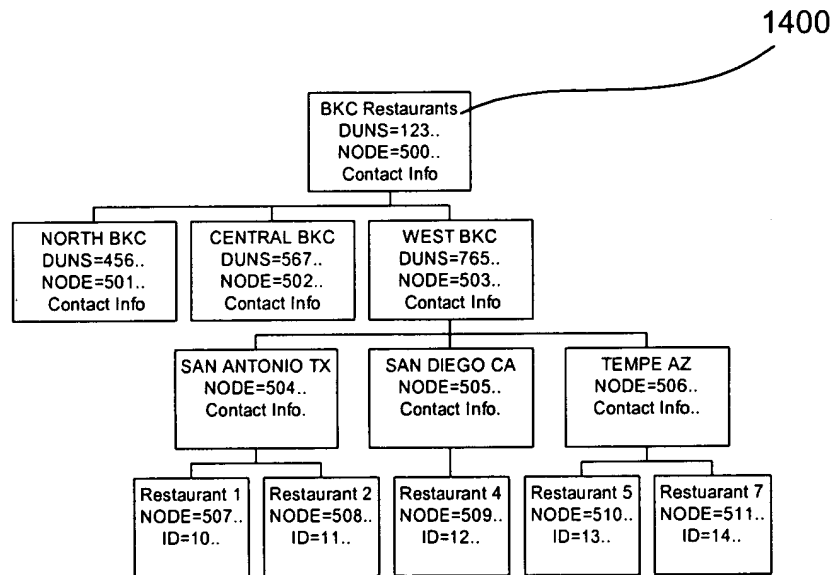 1400
BKC Restaurants
DUNS=123..
NODE=500..
Contact Info
NORTH BKC
DUNS=456..
NODE=501..
Contact Info
CENTRAL BKC
DUNS=567..
NODE=502..
Contact Info
WEST BKC
DUNS=765..
NODE=503..
Contact Info
SAN ANTONIO TX
NODE=504..
Contact Info.
SAN DIEGO CA
NODE=505..
Contact Info.
TEMPE AZ
NODE=506..
Contact Info..
Restaurant 1
NODE=507..
ID=10..
Restaurant 2
NODE=508..
ID=11..
Restaurant 4
NODE=509..
ID=12..
Restaurant 5
NODE=510..
ID=13..
Restuarant 7
NODE=511..
ID=14..